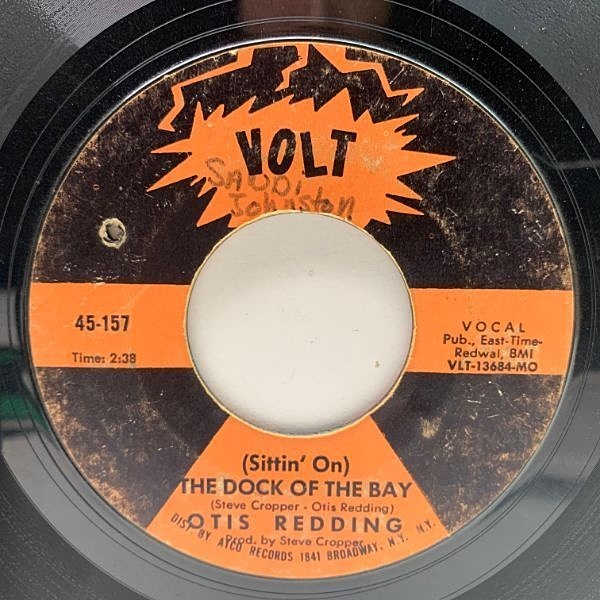 VOLT
Sandi
Johnston
45-157
Time: 2:38
VOCAL
Pub., East-Time-
Redwal, BMI
VLT-13684-MO
(Sittin' On)
THE DOCK OF THE BAY
(Steve Cropper - Otis Redding)
OTIS REDDING
Prod. by Steve Cropper
DIST. BY ATCO RECORDS 1841 BROADWAY, N. Y. N. Y.